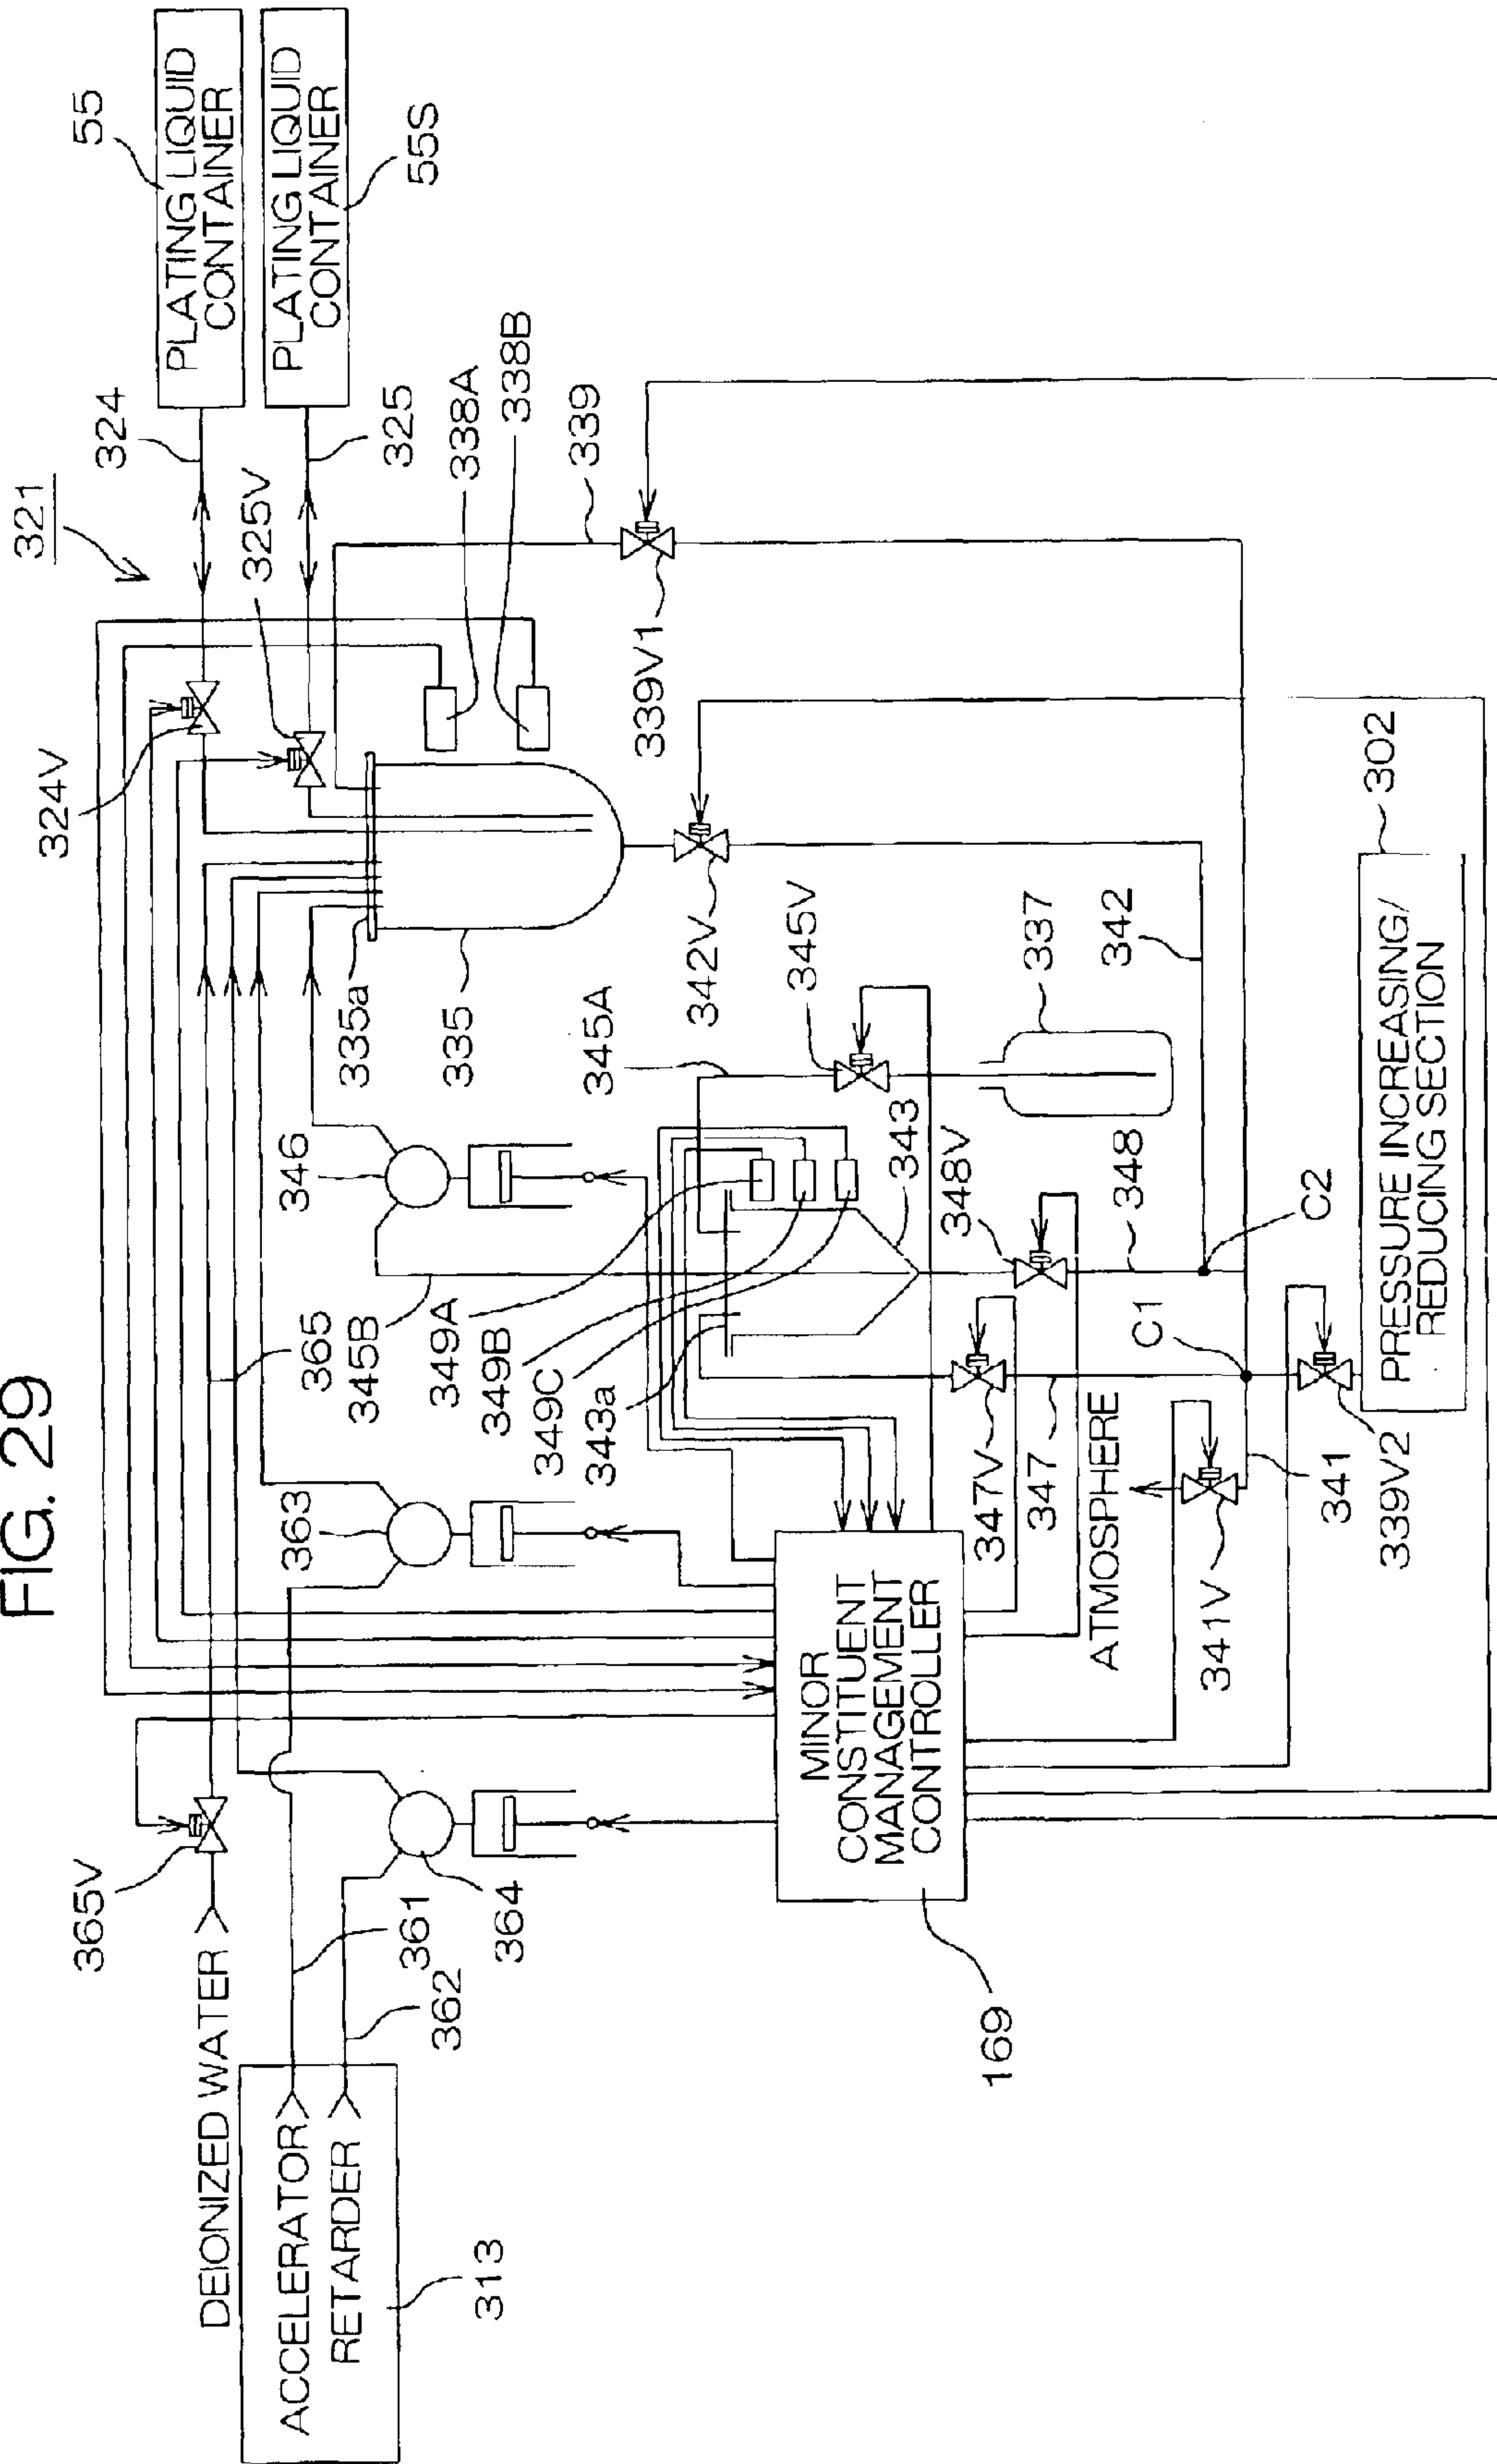 FIG. 29
321
324
55
PLATING LIQUID
CONTAINER
PLATING LIQUID
CONTAINER
55S
325
325V
324V
338A
338B
339
339V1
335a
335
342V
345A
345V
337
342
302
PRESSURE INCREASING/
REDUCING SECTION
346
365
345B
349A
349B
349C
343a
343
348V
348
C2
C1
347V
347
ATMOSPHERE
341V
341
339V2
363
364
365V
DEIONIZED WATER
ACCELERATOR
RETARDER
361
362
313
MINOR
CONSTITUENT
MANAGEMENT
CONTROLLER
169